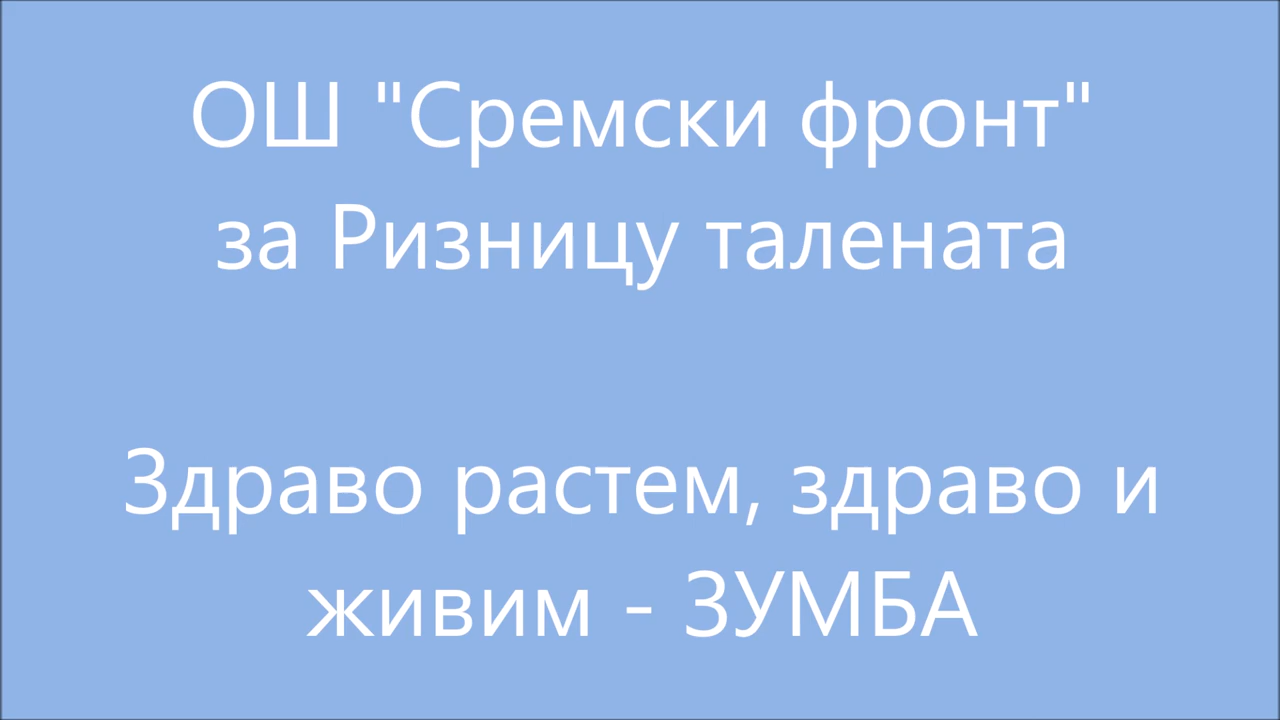 ОШ "Сремски фронт"
за Ризницу талената
Здраво растем, здраво и
живим - ЗУМБА